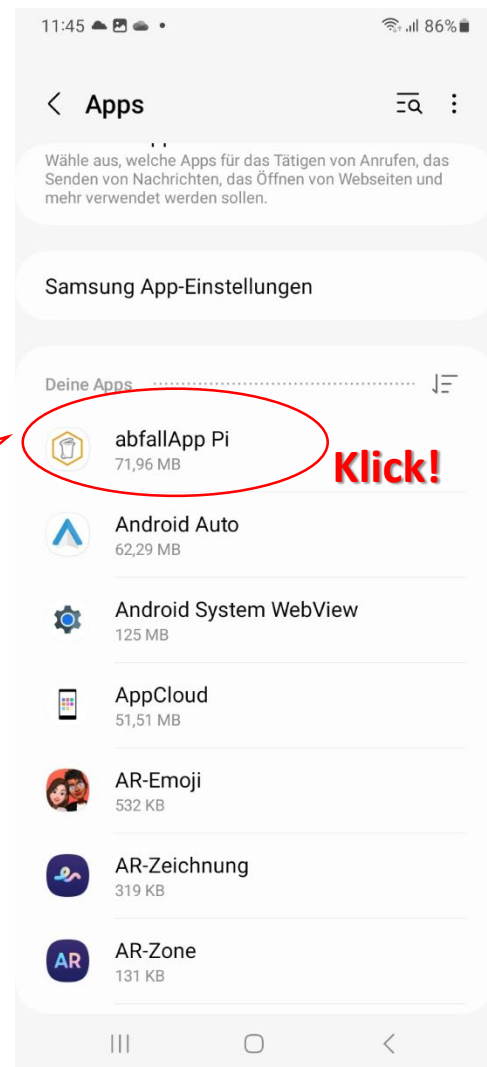 11:45
86%
Apps
Wähle aus, welche Apps für das Tätigen von Anrufen, das
Senden von Nachrichten, das Öffnen von Webseiten und
mehr verwendet werden sollen.
Samsung App-Einstellungen
Deine Apps
abfallApp Pi
71,96 MB
Klick!
Android Auto
62,29 MB
Android System WebView
125 MB
AppCloud
51,51 MB
AR-Emoji
532 KB
AR-Zeichnung
319 KB
AR
AR-Zone
131 KB